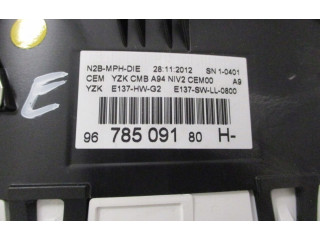 E
N2B-MPH-DIE 28:11:2012 SN 1-0401
CEM YZK CMB A94 NIV2 CEM00 A9
YZK E137-HW-G2 E137-SW-LL-0800
96 785 091 80 H-